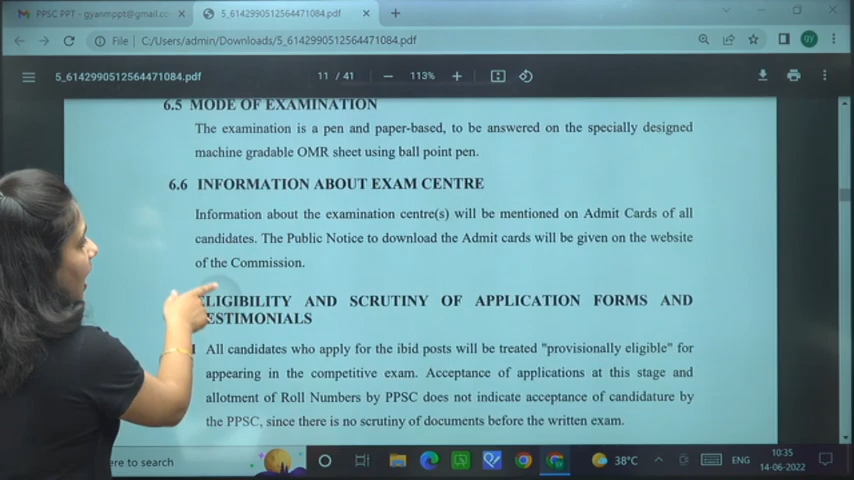 PPSC PPT - gyanmppt@gmail.co
5_6142990512564471084.pdf
File
C:/Users/admin/Downloads/5_6142990512564471084.pdf
gy
5_6142990512564471084.pdf
11 / 41
113%
6.5 MODE OF EXAMINATION
The examination is a pen and paper-based, to be answered on the specially designed
machine gradable OMR sheet using ball point pen.
6.6 INFORMATION ABOUT EXAM CENTRE
Information about the examination centre(s) will be mentioned on Admit Cards of all
candidates. The Public Notice to download the Admit cards will be given on the website
of the Commission.
ELIGIBILITY AND SCRUTINY OF APPLICATION FORMS AND
TESTIMONIALS
All candidates who apply for the ibid posts will be treated "provisionally eligible" for
appearing in the competitive exam. Acceptance of applications at this stage and
allotment of Roll Numbers by PPSC does not indicate acceptance of candidature by
the PPSC, since there is no scrutiny of documents before the written exam.
ere to search
38°C
ENG
10:35
14-06-2022